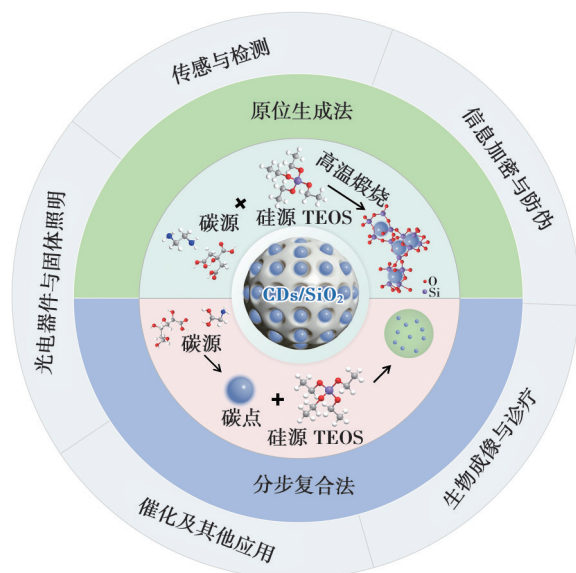 传感与检测
信息加密与防伪
生物成像与诊疗
催化及其他应用
光电器件与固体照明
原位生成法
碳源
+
硅源 TEOS
高温煅烧
O
Si
CDs/SiO₂
碳源
碳点
+
硅源 TEOS
分步复合法